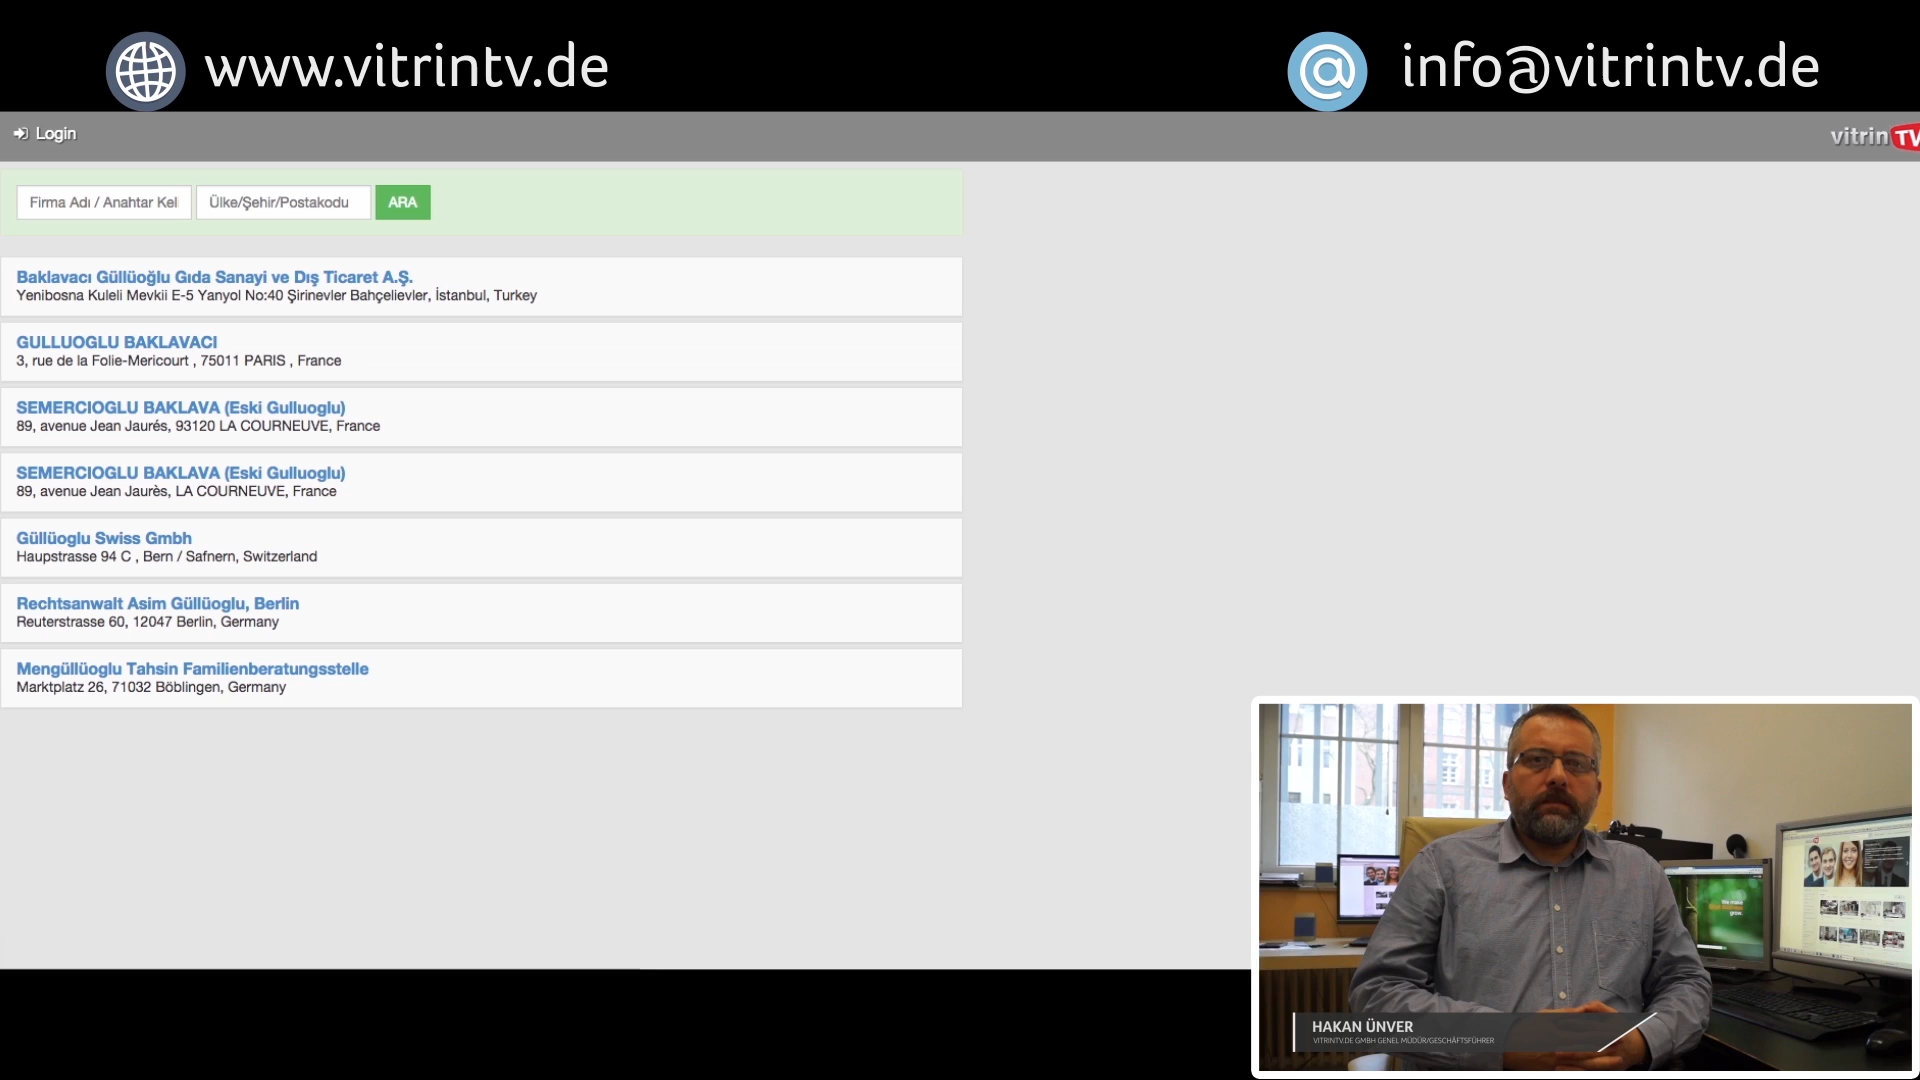 www.vitrintv.de
info@vitrintv.de
Login
vitrinTV
Firma Adı / Anahtar Kel
Ülke/Şehir/Postakodu
ARA
Baklavacı Güllüoğlu Gıda Sanayi ve Dış Ticaret A.Ş.
Yenibosna Kuleli Mevkii E-5 Yanyol No:40 Şirinevler Bahçelievler, İstanbul, Turkey
GULLUOGLU BAKLAVACI
3, rue de la Folie-Mericourt , 75011 PARIS , France
SEMERCIOGLU BAKLAVA (Eski Gulluoglu)
89, avenue Jean Jaurés, 93120 LA COURNEUVE, France
SEMERCIOGLU BAKLAVA (Eski Gulluoglu)
89, avenue Jean Jaurès, LA COURNEUVE, France
Güllüoglu Swiss Gmbh
Haupstrasse 94 C , Bern / Safnern, Switzerland
Rechtsanwalt Asim Güllüoglu, Berlin
Reuterstrasse 60, 12047 Berlin, Germany
Mengüllüoglu Tahsin Familienberatungsstelle
Marktplatz 26, 71032 Böblingen, Germany
HAKAN ÜNVER
VITRINTV.DE GMBH GENEL MÜDÜR/GESCHÄFTSFÜHRER